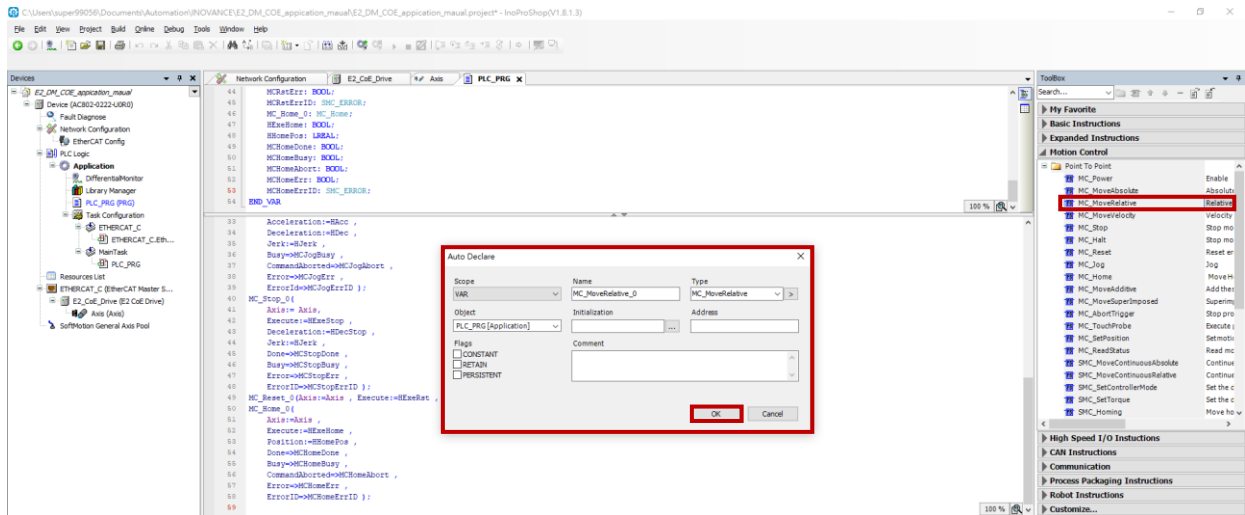 C:\Users\super99056\Documents\Automation\INOVANCE\E2_DM_COE_appication_maual\E2_DM_COE_appication_maual.project* - InoProShop(V1.8.1.3)
File Edit View Project Build Online Debug Tools Window Help
Devices
E2_DM_COE_appication_maual
Device (AC802-0222-U0R0)
Fault Diagnose
Network Configuration
EtherCAT Config
PLC Logic
Application
DifferentialMonitor
Library Manager
PLC_PRG (PRG)
Task Configuration
ETHERCAT_C
ETHERCAT_C.Eth...
MainTask
PLC_PRG
Resources List
ETHERCAT_C (EtherCAT Master S...
E2_CoE_Drive (E2 CoE Drive)
Axis (Axis)
SoftMotion General Axis Pool
Network Configuration E2_CoE_Drive Axis PLC_PRG
44 MCRstErr: BOOL;
45 MCRstErrID: SMC_ERROR;
46 MC_Home_0: MC_Home;
47 HExeHome: BOOL;
48 HHomePos: LREAL;
49 MCHomeDone: BOOL;
50 MCHomeBusy: BOOL;
51 MCHomeAbort: BOOL;
52 MCHomeErr: BOOL;
53 MCHomeErrID: SMC_ERROR;
54 END_VAR
100 %
33 Acceleration:=HAcc ,
34 Deceleration:=HDec ,
35 Jerk:=HJerk ,
36 Busy=>MCJogBusy ,
37 CommandAborted=>MCJogAbort ,
38 Error=>MCJogErr ,
39 ErrorId=>MCJogErrID );
40 MC_Stop_0(
41 Axis:= Axis,
42 Execute:=HExeStop ,
43 Deceleration:=HDecStop ,
44 Jerk:=HJerk ,
45 Done=>MCStopDone ,
46 Busy=>MCStopBusy ,
47 Error=>MCStopErr ,
48 ErrorID=>MCStopErrID );
49 MC_Reset_0(Axis:=Axis , Execute:=HExeRst ,
50 MC_Home_0(
51 Axis:=Axis ,
52 Execute:=HExeHome ,
53 Position:=HHomePos ,
54 Done=>MCHomeDone ,
55 Busy=>MCHomeBusy ,
56 CommandAborted=>MCHomeAbort ,
57 Error=>MCHomeErr ,
58 ErrorID=>MCHomeErrID );
59
100 %
Auto Declare
Scope Name Type
VAR MC_MoveRelative_0 MC_MoveRelative >
Object Initialization Address
PLC_PRG [Application] ...
Flags Comment
CONSTANT
RETAIN
PERSISTENT
OK Cancel
ToolBox
Search...
My Favorite
Basic Instructions
Expanded Instructions
Motion Control
Point To Point
MC_Power Enable
MC_MoveAbsolute Absolute
MC_MoveRelative Relative
MC_MoveVelocity Velocity
MC_Stop Stop mo
MC_Halt Stop mo
MC_Reset Reset er
MC_Jog Jog
MC_Home Move H
MC_MoveAdditive Add the r
MC_MoveSuperImposed Superimp
MC_AbortTrigger Stop pro
MC_TouchProbe Execute p
MC_SetPosition Setmotic
MC_ReadStatus Read mc
SMC_MoveContinuousAbsolute Continue
SMC_MoveContinuousRelative Continue
SMC_SetControllerMode Set the c
SMC_SetTorque Set the c
SMC_Homing Move ho
High Speed I/O Instuctions
CAN Instructions
Communication
Process Packaging Instructions
Robot Instructions
Customize...